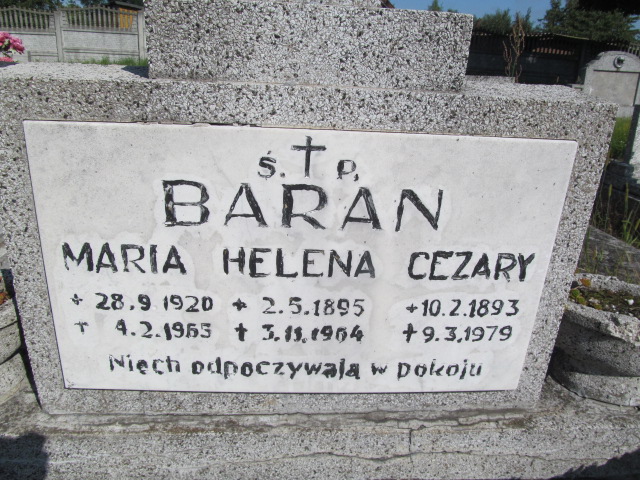 ś. † p.
BARAN
MARIA HELENA CEZARY
* 28.9.1920 * 2.5.1895 * 10.2.1893
† 4.2.1965 † 3.11.1964 † 9.3.1979
Niech odpoczywają w pokoju